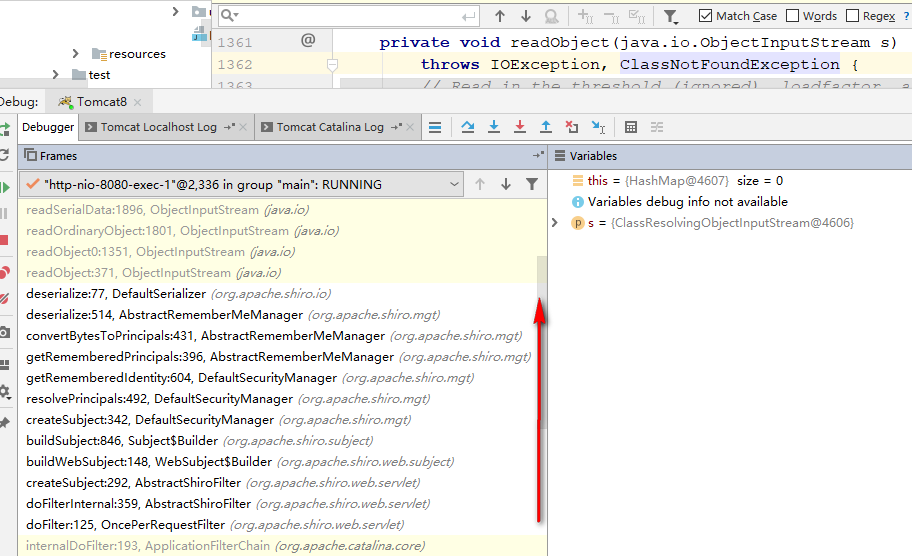 Match Case
Words
Regex
?
1361 @ private void readObject(java.io.ObjectInputStream s)
1362 throws IOException, ClassNotFoundException {
1363 // Read in the threshold (ignored), loadfactor, a
resources
test
Debug: Tomcat8
Debugger Tomcat Localhost Log Tomcat Catalina Log
Frames
Variables
"http-nio-8080-exec-1"@2,336 in group "main": RUNNING
readSerialData:1896, ObjectInputStream (java.io)
readOrdinaryObject:1801, ObjectInputStream (java.io)
readObject0:1351, ObjectInputStream (java.io)
readObject:371, ObjectInputStream (java.io)
deserialize:77, DefaultSerializer (org.apache.shiro.io)
deserialize:514, AbstractRememberMeManager (org.apache.shiro.mgt)
convertBytesToPrincipals:431, AbstractRememberMeManager (org.apache.shiro.mgt)
getRememberedPrincipals:396, AbstractRememberMeManager (org.apache.shiro.mgt)
getRememberedIdentity:604, DefaultSecurityManager (org.apache.shiro.mgt)
resolvePrincipals:492, DefaultSecurityManager (org.apache.shiro.mgt)
createSubject:342, DefaultSecurityManager (org.apache.shiro.mgt)
buildSubject:846, Subject$Builder (org.apache.shiro.subject)
buildWebSubject:148, WebSubject$Builder (org.apache.shiro.web.subject)
createSubject:292, AbstractShiroFilter (org.apache.shiro.web.servlet)
doFilterInternal:359, AbstractShiroFilter (org.apache.shiro.web.servlet)
doFilter:125, OncePerRequestFilter (org.apache.shiro.web.servlet)
internalDoFilter:193, ApplicationFilterChain (org.apache.catalina.core)
this = {HashMap@4607} size = 0
Variables debug info not available
s = {ClassResolvingObjectInputStream@4606}